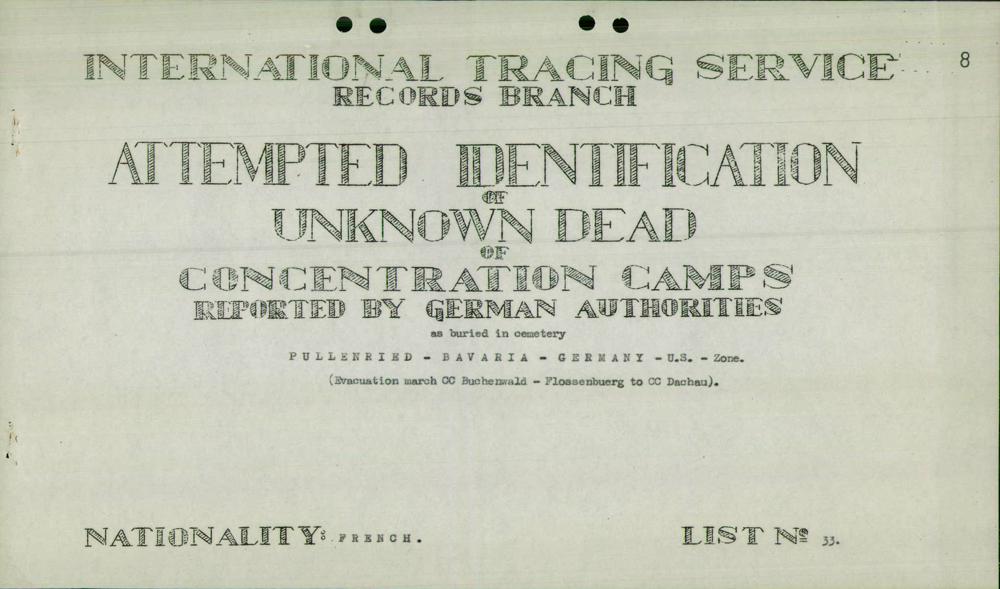 INTERNATIONAL TRACING SERVICE
8
RECORDS BRANCH
ATTEMPTED IDENTIFICATION
OF
UNKNOWN DEAD
OF
CONCENTRATION CAMPS
REPORTED BY GERMAN AUTHORITIES
as buried in cemetery
PULLENRIED - BAVARIA - GERMANY - U.S. - Zone.
(Evacuation march CC Buchenwald - Flossenbuerg to CC Dachau).
NATIONALITY: FRENCH.
LIST Nº 33.